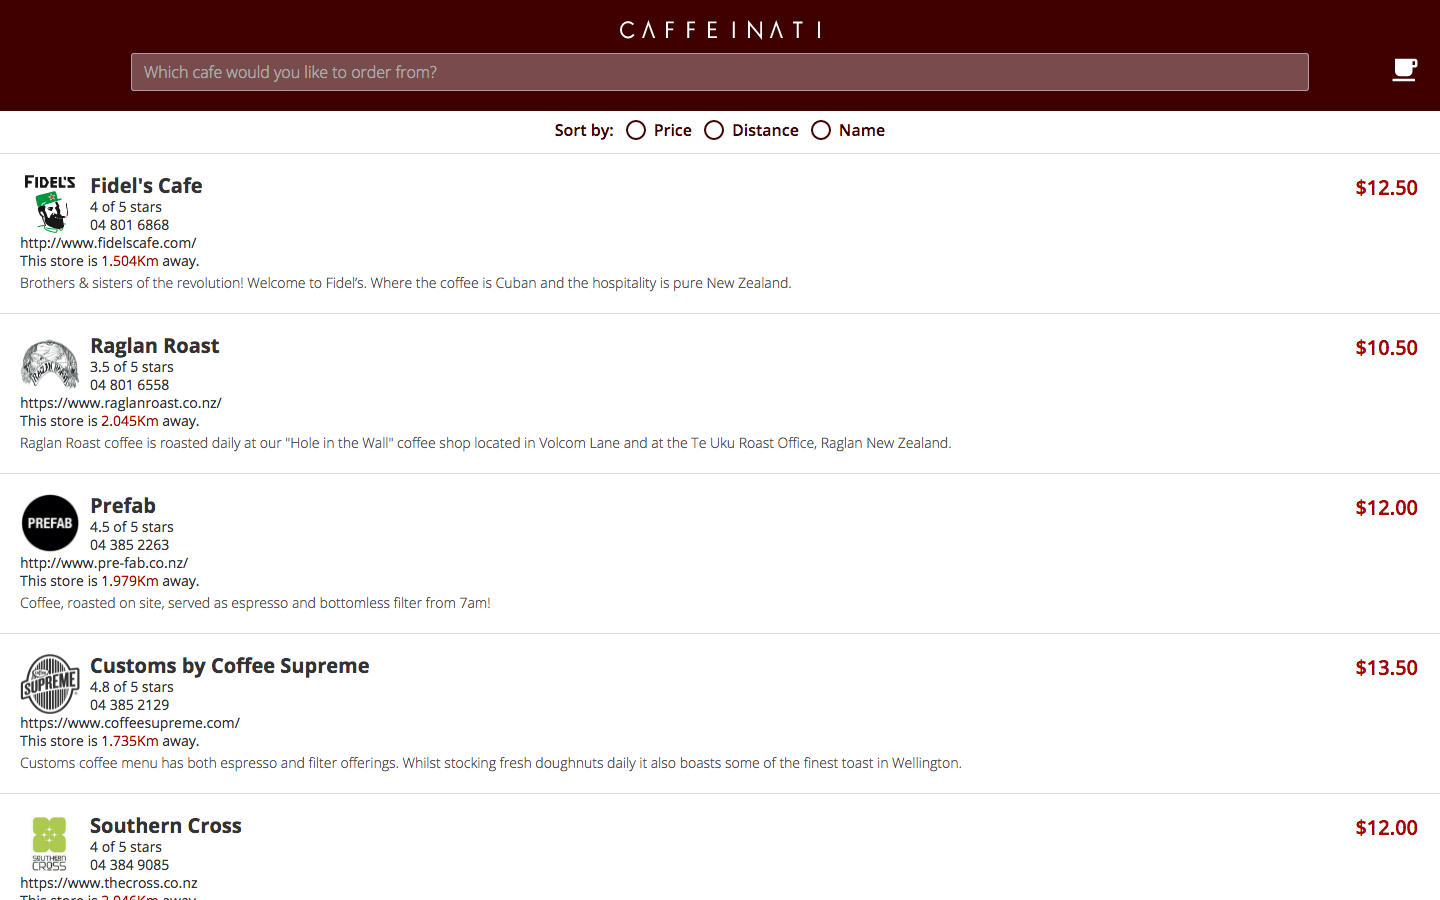 CAFFEINATI
Which cafe would you like to order from?
Sort by: Price Distance Name
FIDEL'S
Fidel's Cafe
$12.50
4 of 5 stars
04 801 6868
http://www.fidelscafe.com/
This store is 1.504Km away.
Brothers & sisters of the revolution! Welcome to Fidel’s. Where the coffee is Cuban and the hospitality is pure New Zealand.
Raglan Roast
$10.50
3.5 of 5 stars
04 801 6558
https://www.raglanroast.co.nz/
This store is 2.045Km away.
Raglan Roast coffee is roasted daily at our "Hole in the Wall" coffee shop located in Volcom Lane and at the Te Uku Roast Office, Raglan New Zealand.
PREFAB
Prefab
$12.00
4.5 of 5 stars
04 385 2263
http://www.pre-fab.co.nz/
This store is 1.979Km away.
Coffee, roasted on site, served as espresso and bottomless filter from 7am!
SUPREME
Customs by Coffee Supreme
$13.50
4.8 of 5 stars
04 385 2129
https://www.coffeesupreme.com/
This store is 1.735Km away.
Customs coffee menu has both espresso and filter offerings. Whilst stocking fresh doughnuts daily it also boasts some of the finest toast in Wellington.
SOUTHERN
CROSS
Southern Cross
$12.00
4 of 5 stars
04 384 9085
https://www.thecross.co.nz
This store is 2.046Km away.